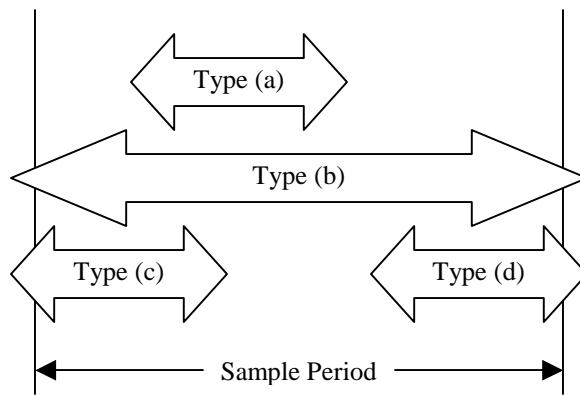 Type (a)
Type (b)
Type (c)
Type (d)
Sample Period